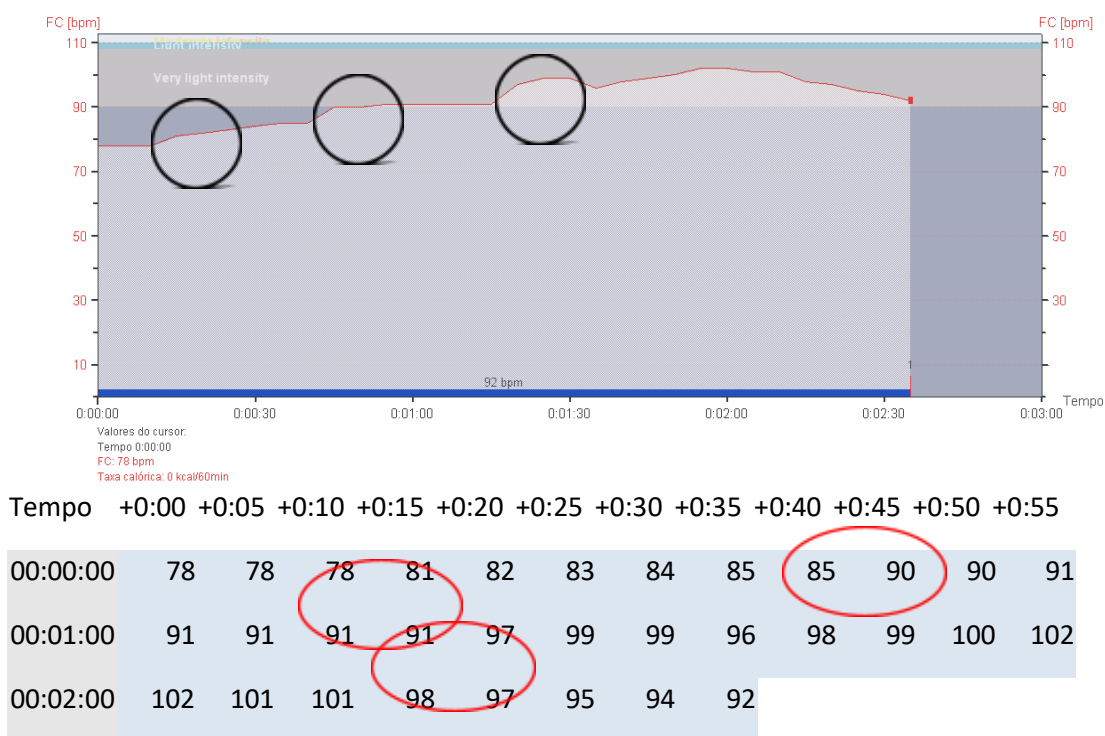 FC [bpm] FC [bpm]
110 110
Light intensity
Very light intensity
90 90
70 70
50 50
30 30
10 10
1
92 bpm
Tempo
0:00:00 0:00:30 0:01:00 0:01:30 0:02:00 0:02:30 0:03:00
Valores do cursor:
Tempo 0:00:00
FC: 78 bpm
Taxa calórica: 0 kcal/60min
Tempo +0:00 +0:05 +0:10 +0:15 +0:20 +0:25 +0:30 +0:35 +0:40 +0:45 +0:50 +0:55
00:00:00 78 78 78 81 82 83 84 85 85 90 90 91
00:01:00 91 91 91 91 97 99 99 96 98 99 100 102
00:02:00 102 101 101 98 97 95 94 92